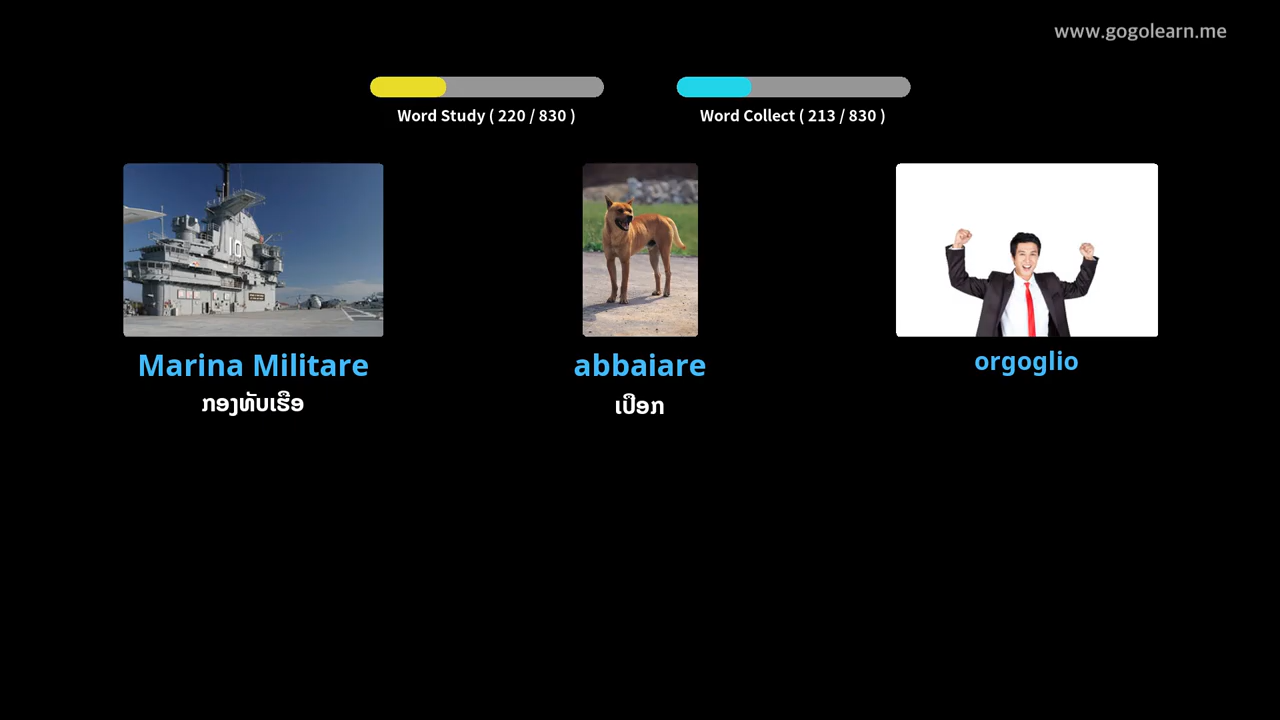 www.gogolearn.me
Word Study ( 220 / 830 )
Word Collect ( 213 / 830 )
10
Marina Militare
abbaiare
orgoglio
ກອງທັບເຮືອ
ເປືອກ